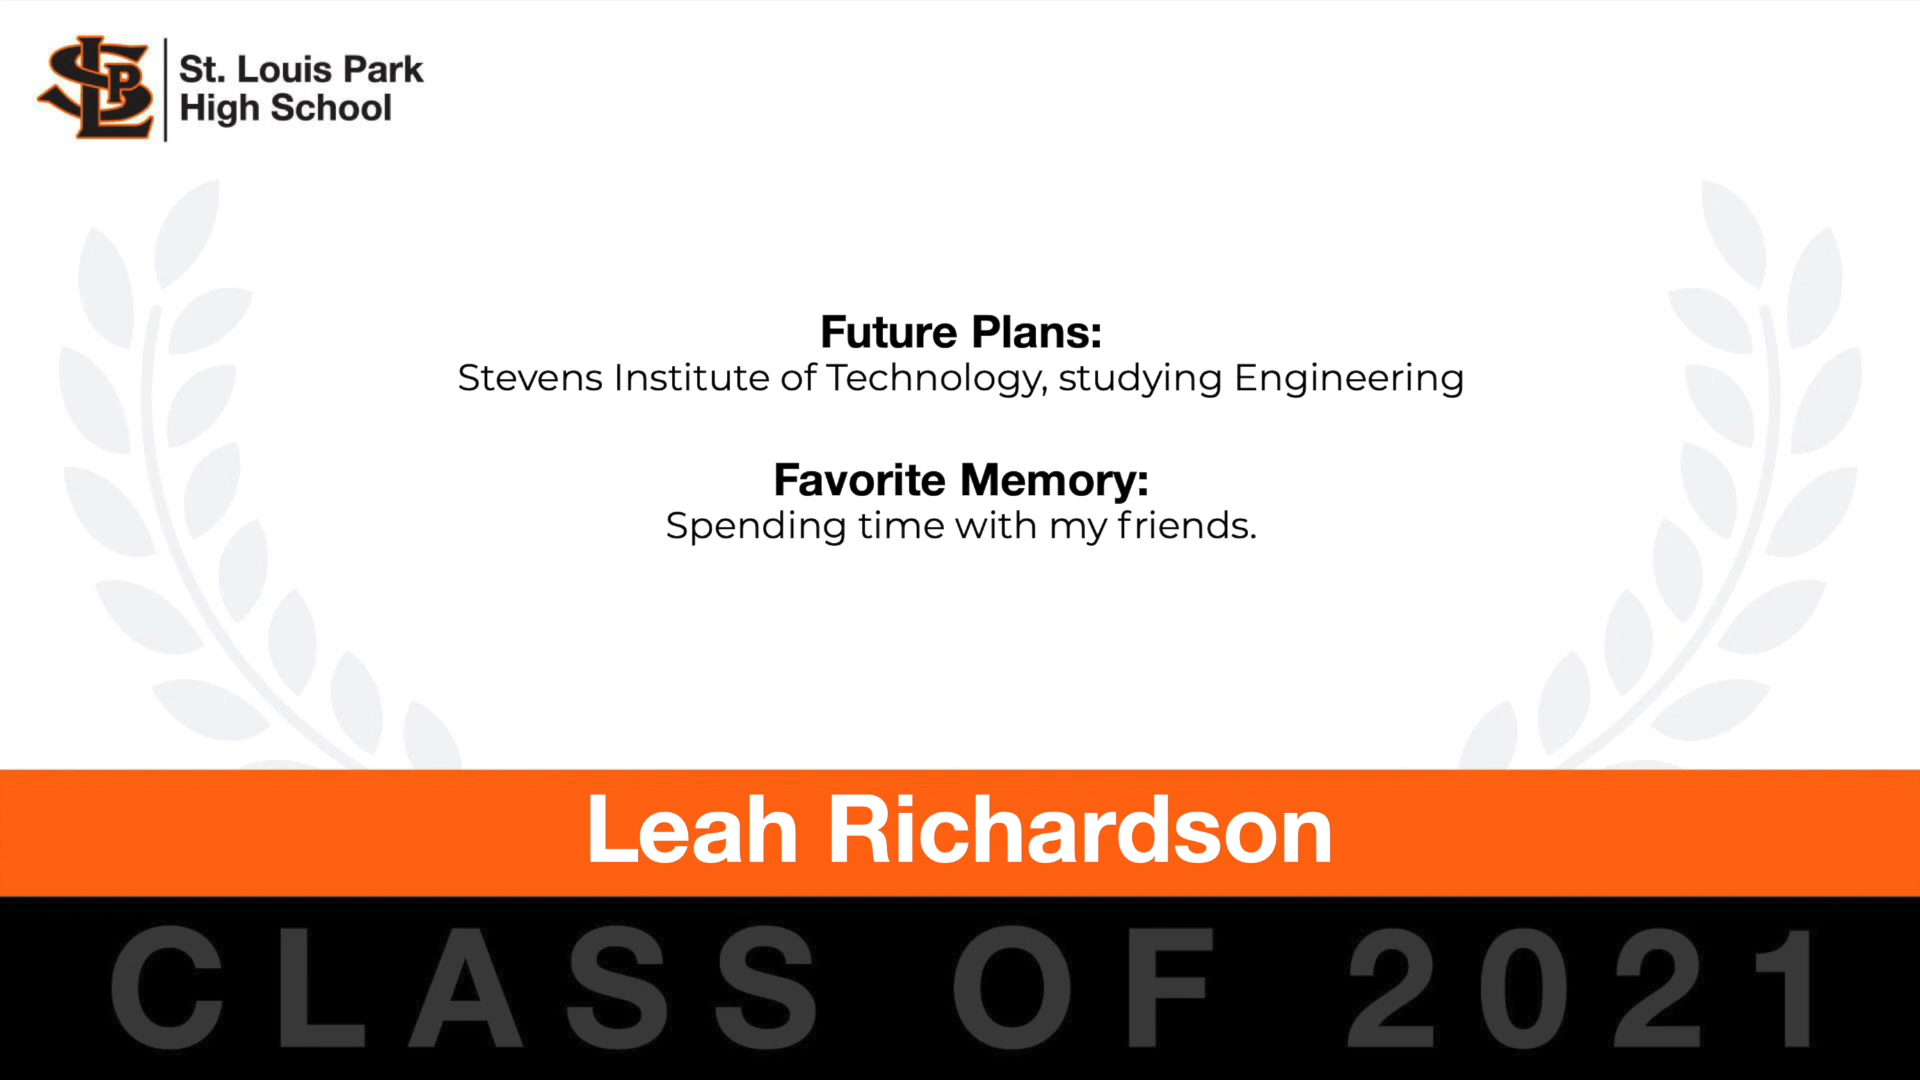 SLP
St. Louis Park
High School
Future Plans:
Stevens Institute of Technology, studying Engineering
Favorite Memory:
Spending time with my friends.
Leah Richardson
CLASS OF 2021